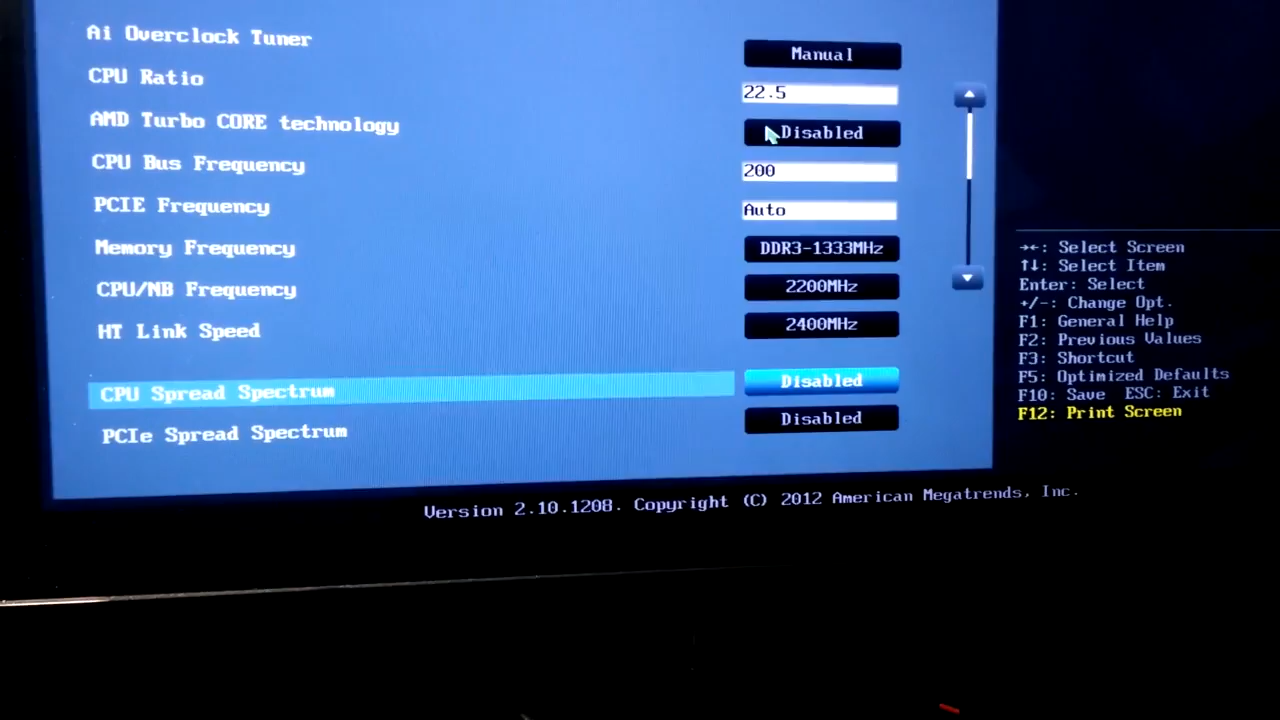 Ai Overclock Tuner Manual
CPU Ratio 22.5
AMD Turbo CORE technology Disabled
CPU Bus Frequency 200
PCIE Frequency Auto
Memory Frequency DDR3-1333MHz
CPU/NB Frequency 2200MHz
HT Link Speed 2400MHz
CPU Spread Spectrum Disabled
PCIe Spread Spectrum Disabled
→←: Select Screen
↑↓: Select Item
Enter: Select
+/-: Change Opt.
F1: General Help
F2: Previous Values
F3: Shortcut
F5: Optimized Defaults
F10: Save ESC: Exit
F12: Print Screen
Version 2.10.1208. Copyright (C) 2012 American Megatrends, Inc.